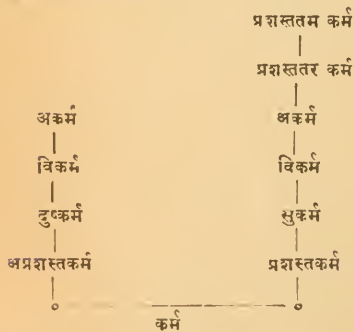 प्रशस्ततम कर्म
प्रशस्ततर कर्म
अकर्म
अकर्म
विकर्म
विकर्म
दुष्कर्म
सुकर्म
अप्रशस्तकर्म
प्रशस्तकर्म
कर्म